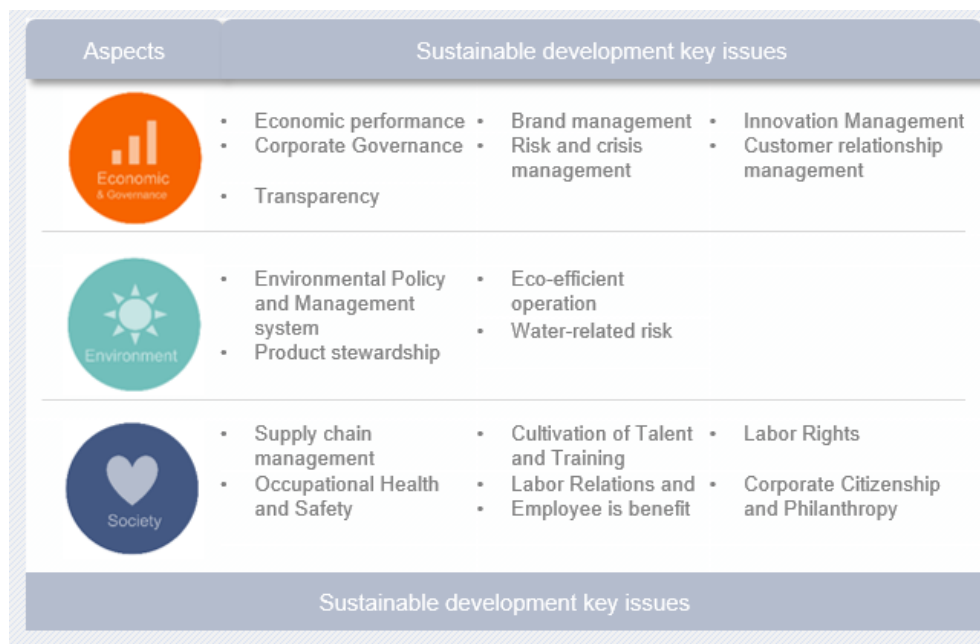 Aspects
Sustainable development key issues
Economic
& Governance
• Economic performance
• Corporate Governance
• Transparency
• Brand management
• Risk and crisis
management
• Innovation Management
• Customer relationship
management
Environment
• Environmental Policy
and Management
system
• Product stewardship
• Eco-efficient
operation
• Water-related risk
Society
• Supply chain
management
• Occupational Health
and Safety
• Cultivation of Talent
and Training
• Labor Relations and
• Employee is benefit
• Labor Rights
• Corporate Citizenship
and Philanthropy
Sustainable development key issues